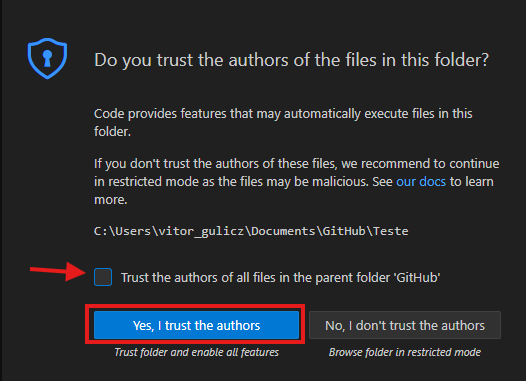 Do you trust the authors of the files in this folder?
Code provides features that may automatically execute files in this
folder.
If you don't trust the authors of these files, we recommend to continue
in restricted mode as the files may be malicious. See our docs to learn
more.
C:\Users\vitor_gulicz\Documents\GitHub\Teste
Trust the authors of all files in the parent folder 'GitHub'
Yes, I trust the authors
No, I don't trust the authors
Trust folder and enable all features
Browse folder in restricted mode